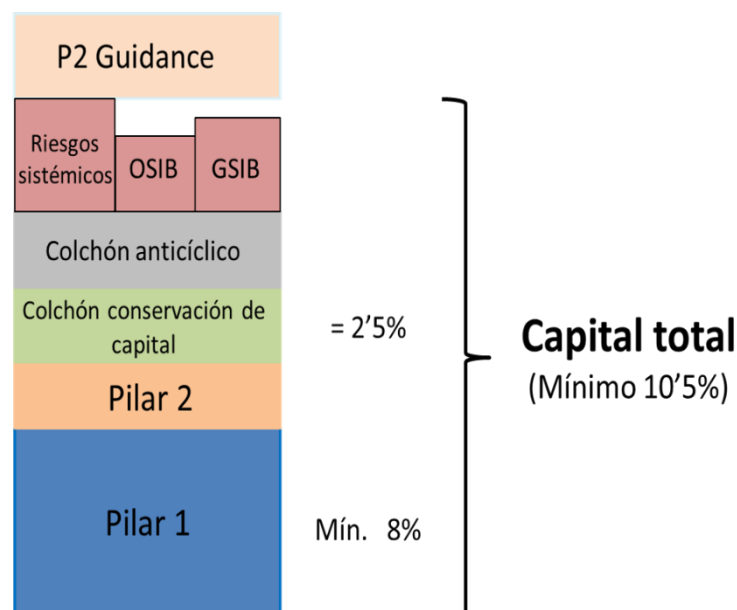 P2 Guidance
Riesgos
sistémicos
OSIB
GSIB
Colchón anticíclico
Colchón conservación de
capital
= 2’5%
Pilar 2
Pilar 1
Mín. 8%
Capital total
(Mínimo 10’5%)